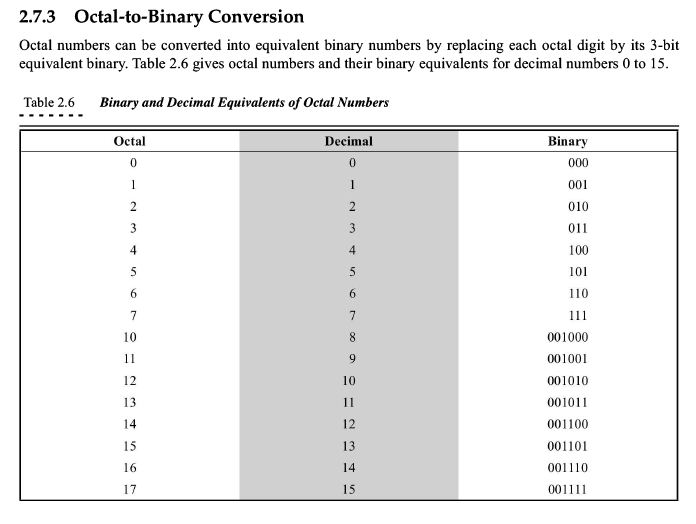 2.7.3 Octal-to-Binary Conversion
Octal numbers can be converted into equivalent binary numbers by replacing each octal digit by its 3-bit
equivalent binary. Table 2.6 gives octal numbers and their binary equivalents for decimal numbers 0 to 15.
Table 2.6 Binary and Decimal Equivalents of Octal Numbers
Octal Decimal Binary
0 0 000
1 1 001
2 2 010
3 3 011
4 4 100
5 5 101
6 6 110
7 7 111
10 8 001000
11 9 001001
12 10 001010
13 11 001011
14 12 001100
15 13 001101
16 14 001110
17 15 001111